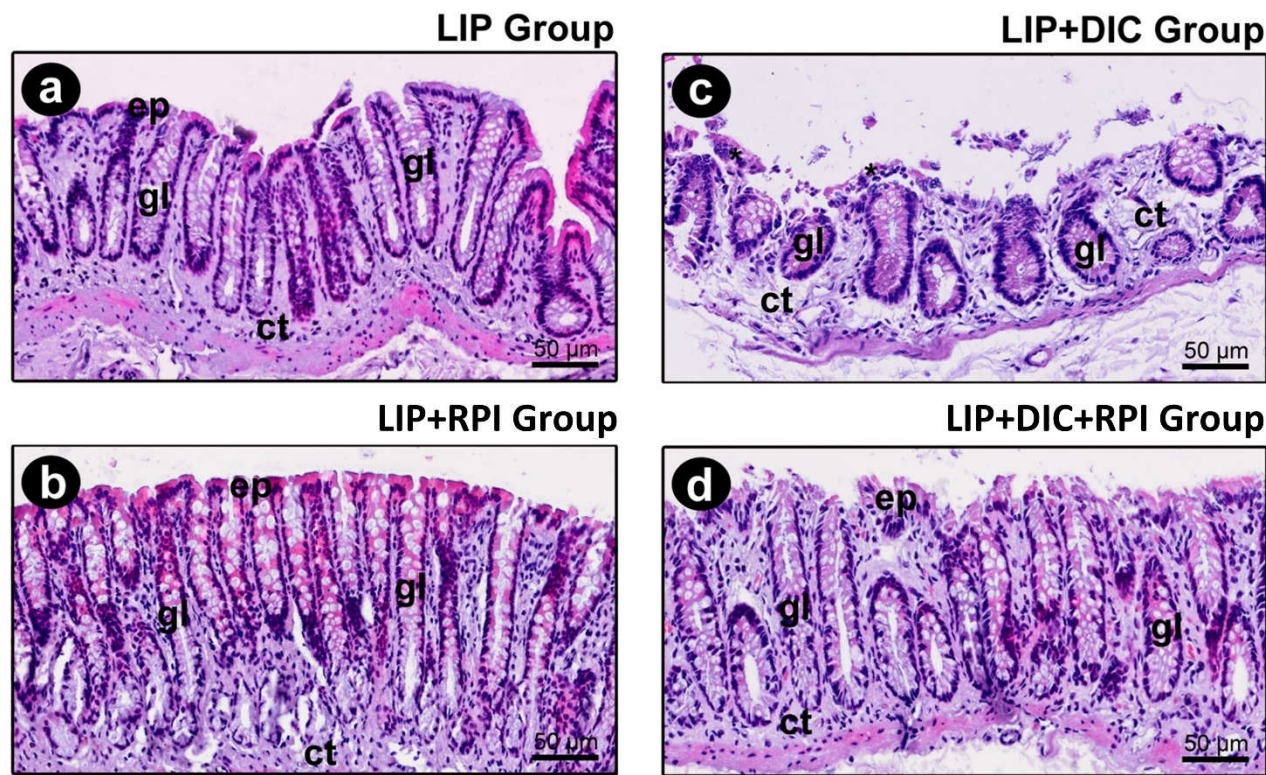 LIP Group
a
ep
gl
gl
ct
50 µm
LIP+DIC Group
c
*
*
gl
gl
ct
ct
50 µm
LIP+RPI Group
b
ep
gl
gl
ct
50 µm
LIP+DIC+RPI Group
d
ep
gl
gl
ct
50 µm